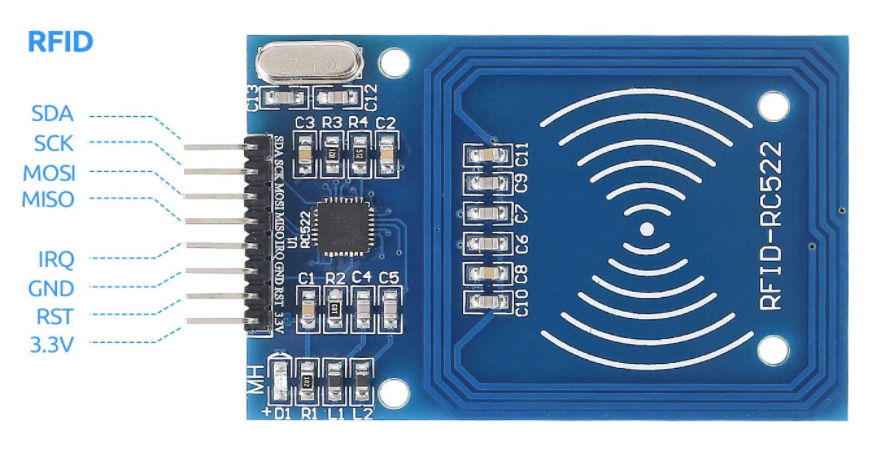 RFID
SDA
SCK
MOSI
MISO
IRQ
GND
RST
3.3V
C13
C12
C3 R3 R4 C2
SDA SCK MOSI MISO IRQ GND RST 3.3V
U1
RC522
C1 R2 C4 C5
MH
+D1 R1 L1 L2
C11
C9
C7
C6
C8
C10
RFID-RC522